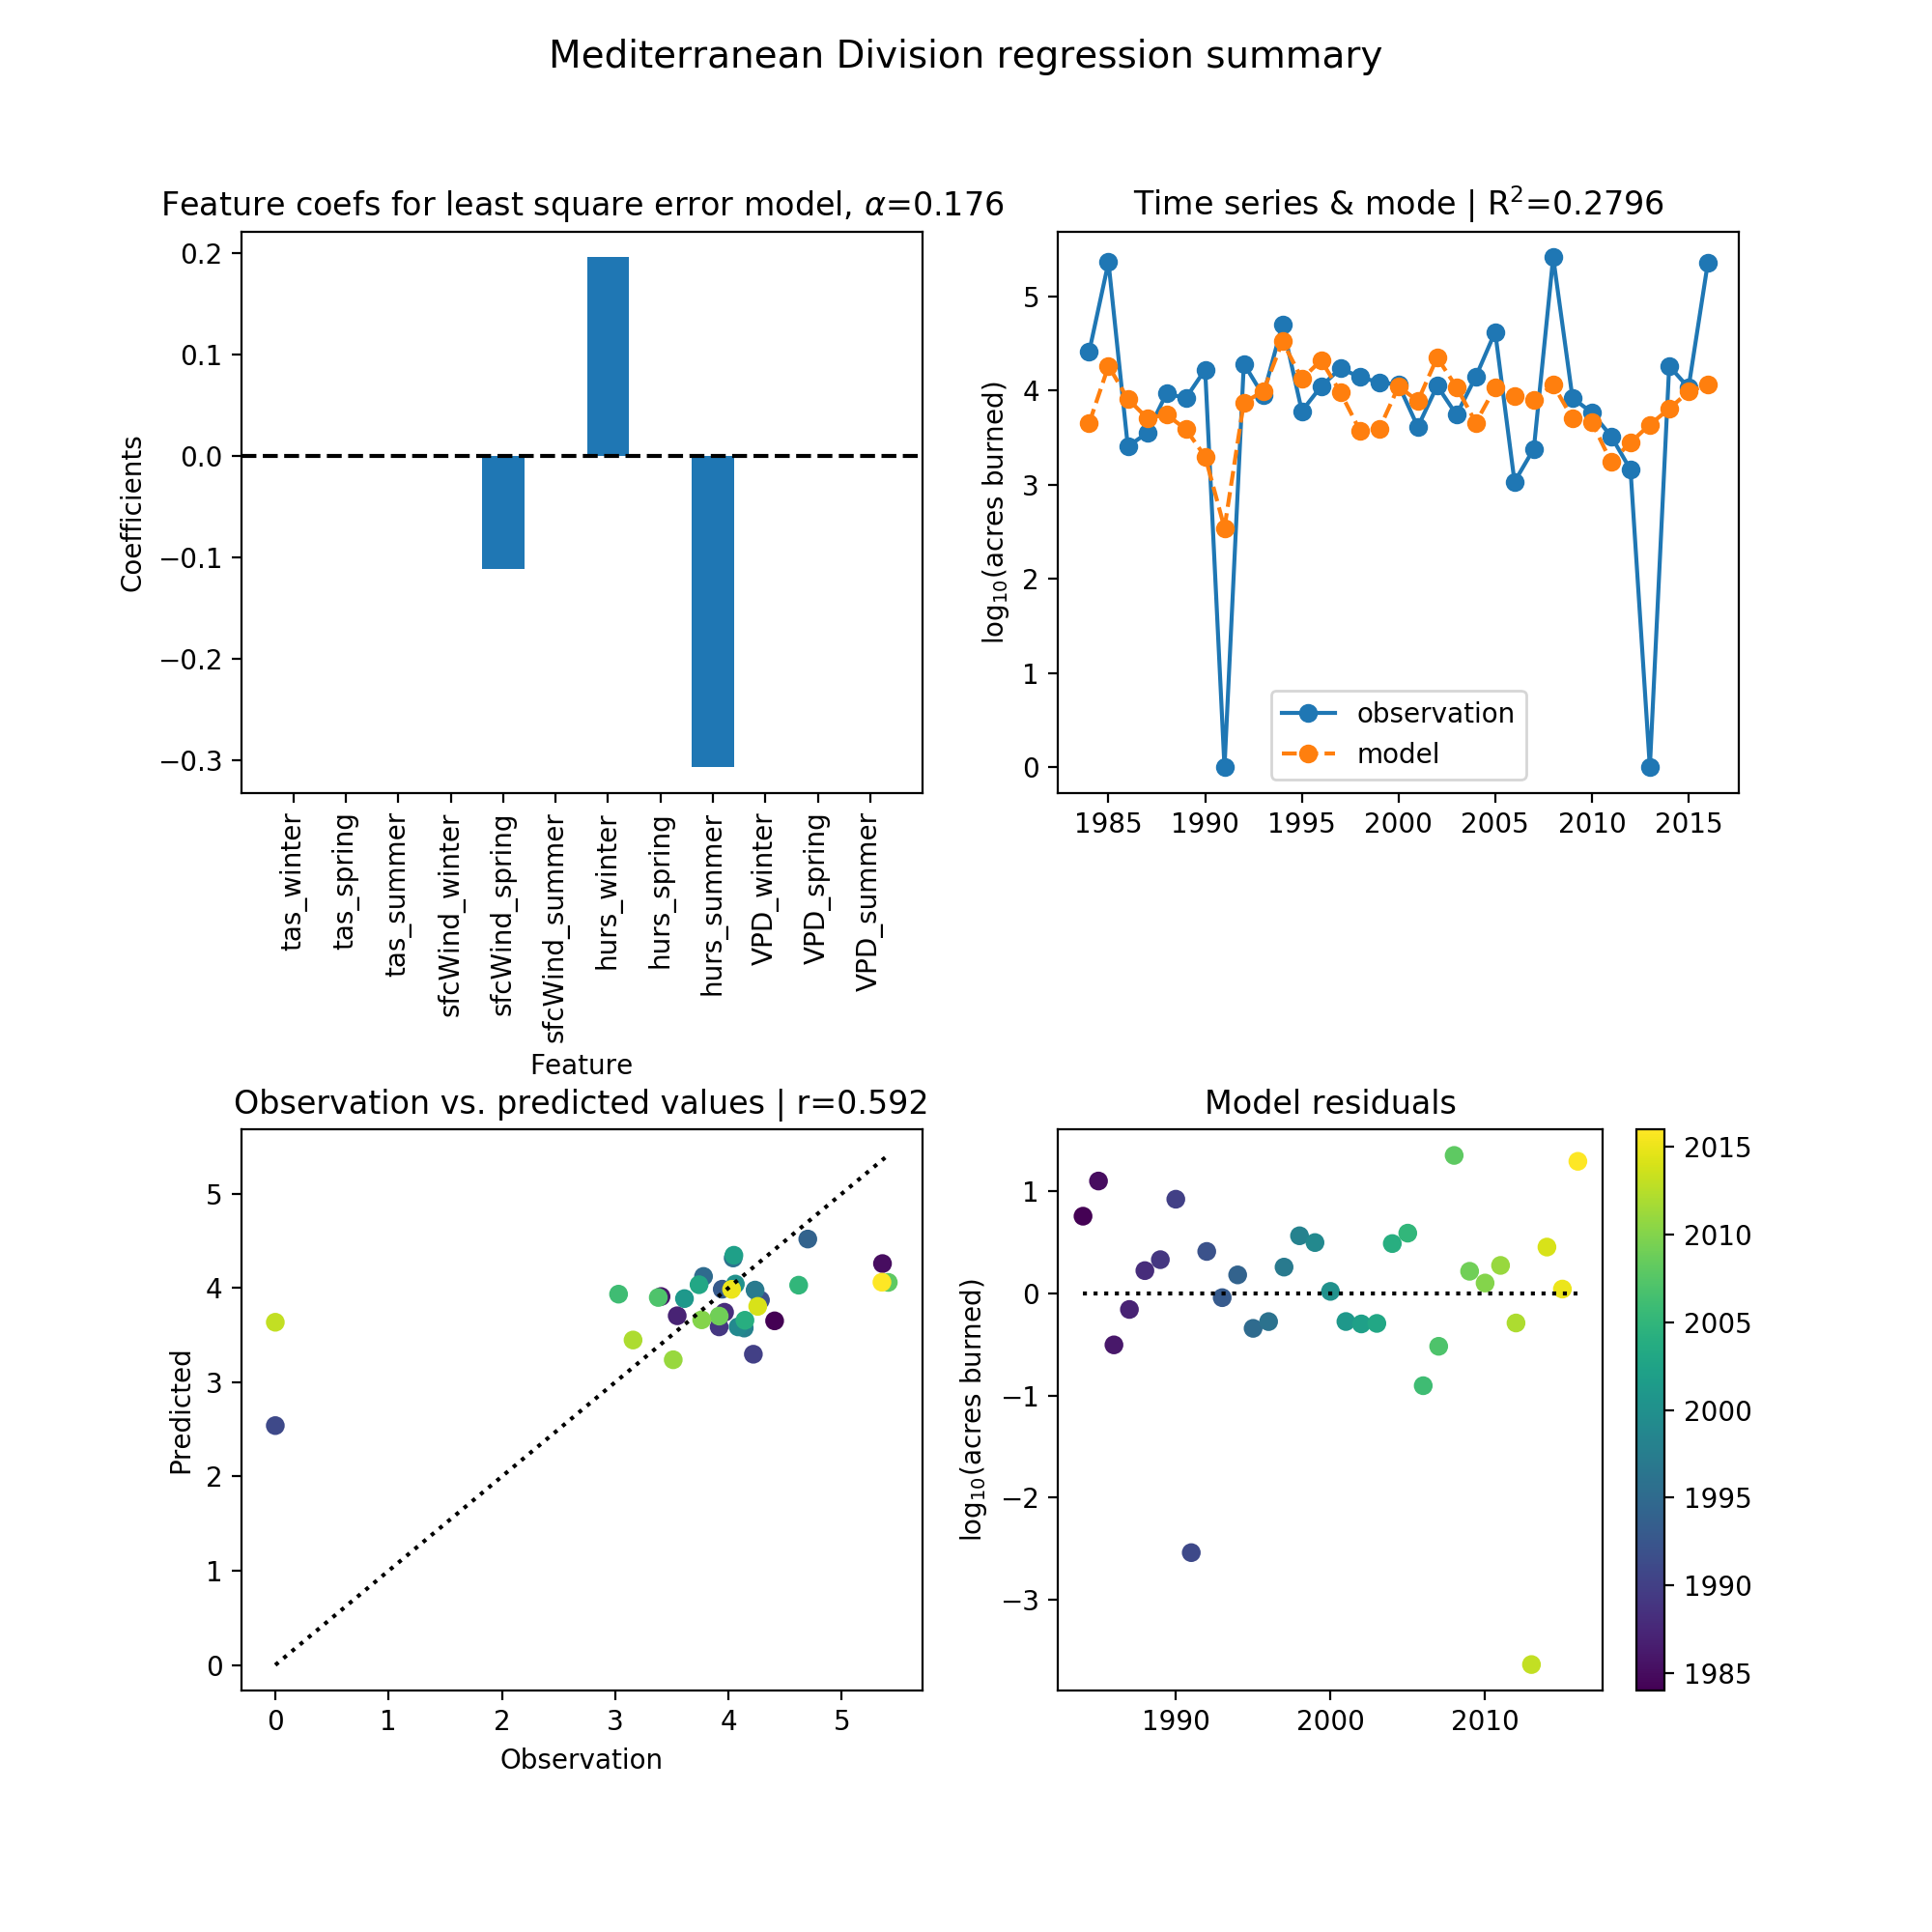 Mediterranean Division regression summary
Feature coefs for least square error model, α=0.176
0.2
0.1
0.0
−0.1
−0.2
−0.3
Coefficients
tas_winter
tas_spring
tas_summer
sfcWind_winter
sfcWind_spring
sfcWind_summer
hurs_winter
hurs_spring
hurs_summer
VPD_winter
VPD_spring
VPD_summer
Feature
Time series & mode | R²=0.2796
5
4
3
2
1
0
log₁₀(acres burned)
observation
model
1985 1990 1995 2000 2005 2010 2015
Observation vs. predicted values | r=0.592
5
4
3
2
1
0
Predicted
0 1 2 3 4 5
Observation
Model residuals
1
0
−1
−2
−3
log₁₀(acres burned)
1990 2000 2010
2015
2010
2005
2000
1995
1990
1985